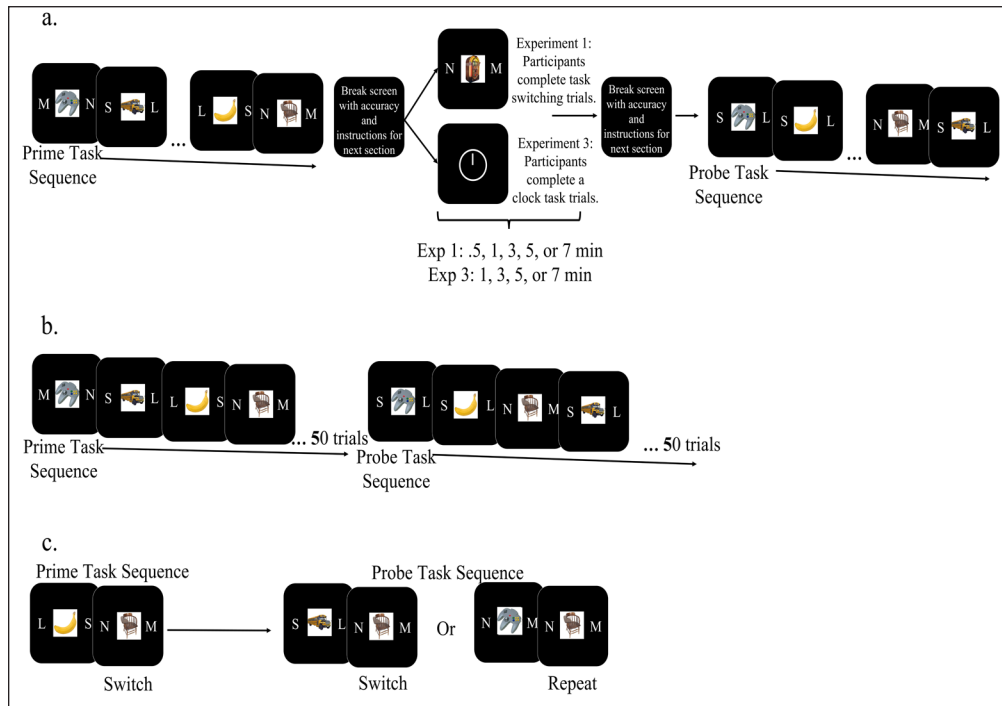 a.
M N
S L
L S
N M
Prime Task
Sequence
...
Break screen
with accuracy
and
instructions for
next section
N M
Experiment 1:
Participants
complete task
switching trials.
Experiment 3:
Participants
complete a
clock task trials.
Exp 1: .5, 1, 3, 5, or 7 min
Exp 3: 1, 3, 5, or 7 min
Break screen
with accuracy
and
instructions for
next section
S L
S L
N M
S L
...
Probe Task
Sequence
b.
M N
S L
L S
N M
... 50 trials
Prime Task
Sequence
S L
S L
N M
S L
... 50 trials
Probe Task
Sequence
c.
Prime Task Sequence
L S
N M
Switch
Probe Task Sequence
S L
N M
Switch
Or
N M
N M
Repeat